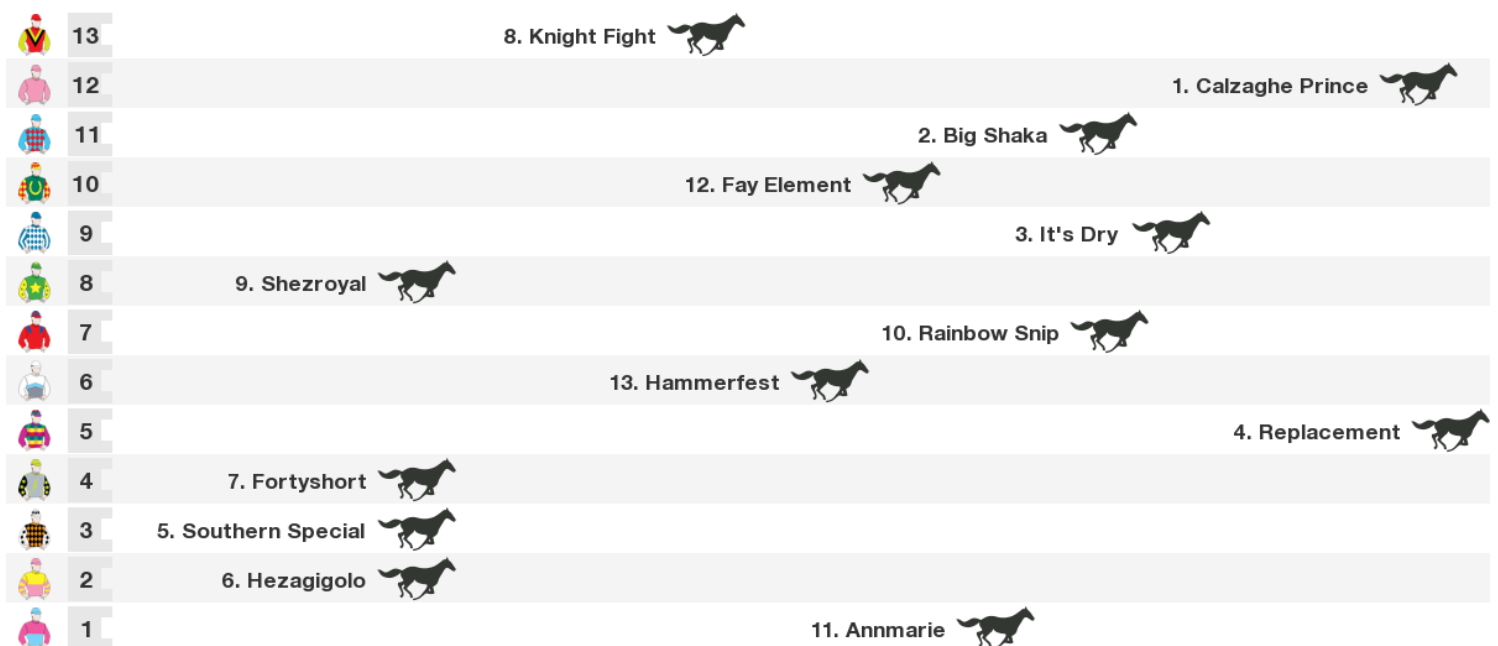 13 8. Knight Fight
12 1. Calzaghe Prince
11 2. Big Shaka
10 12. Fay Element
9 3. It's Dry
8 9. Shezroyal
7 10. Rainbow Snip
6 13. Hammerfest
5 4. Replacement
4 7. Fortyshort
3 5. Southern Special
2 6. Hezagigolo
1 11. Annmarie